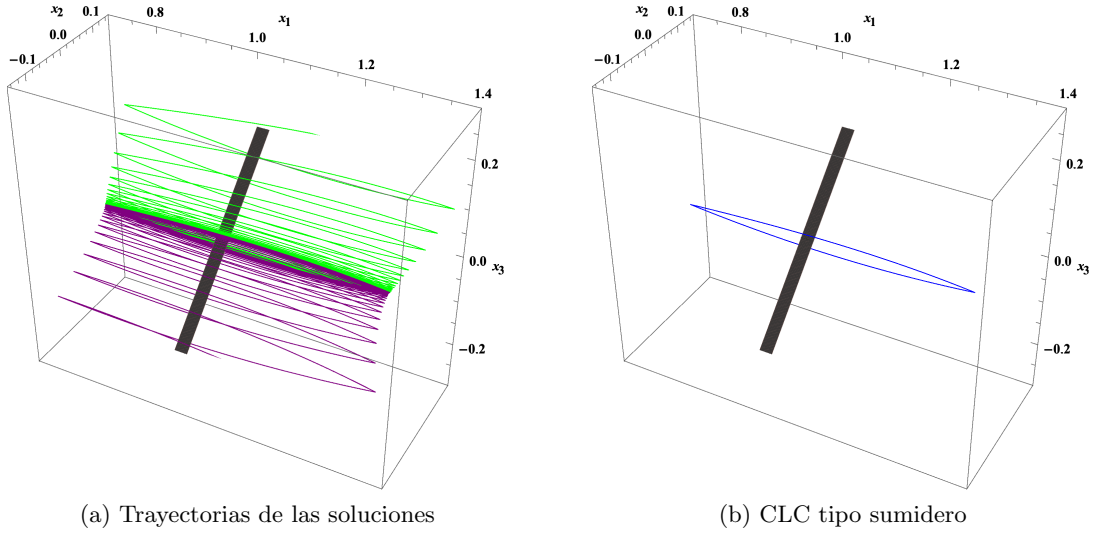 x2 0.1 0.8 x1
0.0 1.0
−0.1 1.2
1.4
0.2
0.0 x3
−0.2
(a) Trayectorias de las soluciones
x2 0.1 0.8 x1
0.0 1.0
−0.1 1.2
1.4
0.2
0.0 x3
−0.2
(b) CLC tipo sumidero